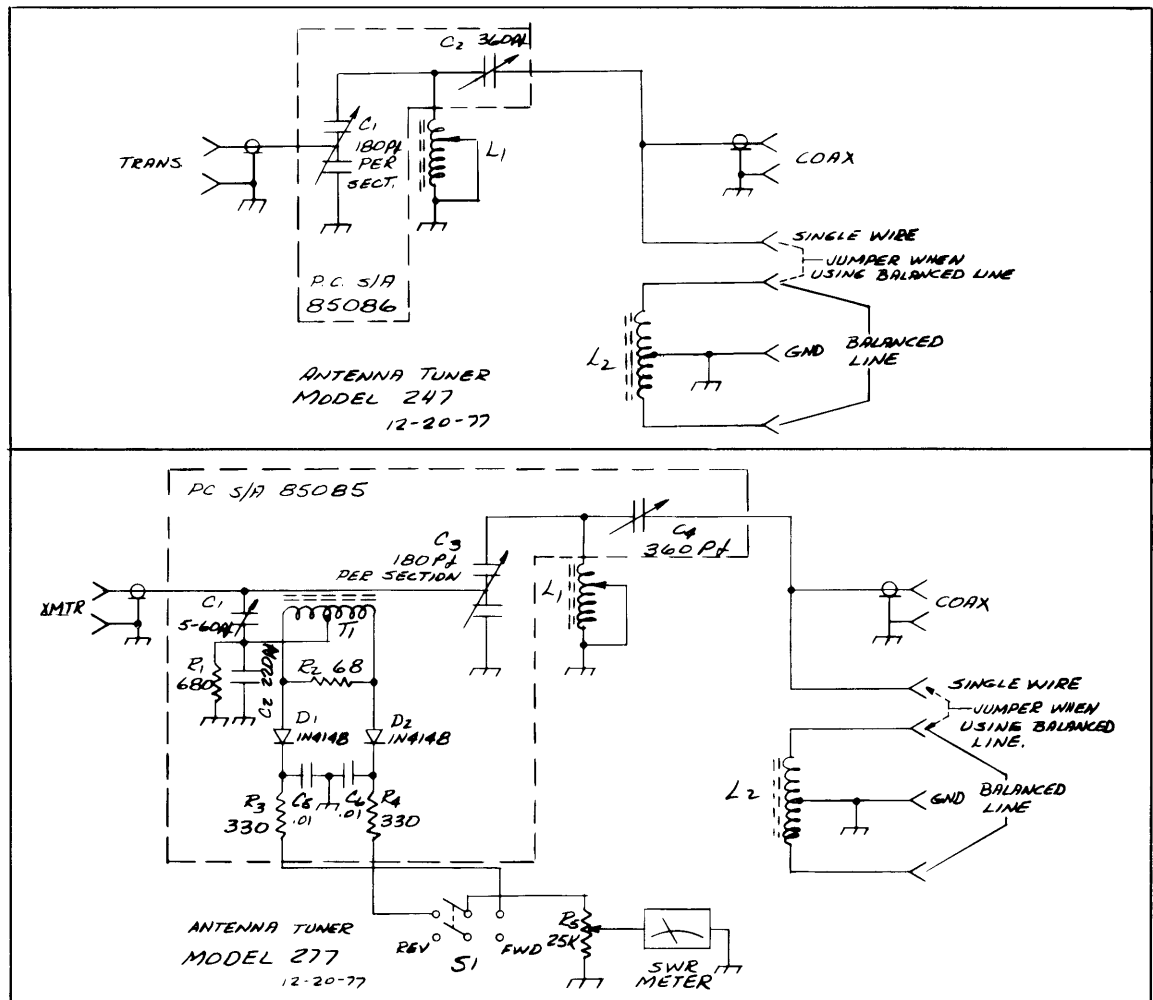 C2 360Pf
C1
180Pf
PER
SECT.
L1
TRANS
COAX
SINGLE WIRE
JUMPER WHEN
USING BALANCED LINE
P.C. S/A
85086
L2
GND BALANCED
LINE
ANTENNA TUNER
MODEL 247
12-20-77
PC S/A 85085
C3
180Pf
PER SECTION
C4
360 Pf
L1
XMTR
C1
5-60Pf
T1
COAX
R1
680
C2
R2 68
SINGLE WIRE
JUMPER WHEN
USING BALANCED
LINE.
D1
1N4148
D2
1N4148
L2
GND BALANCED
LINE
R3
330
C5
.01
C6
.01
R4
330
ANTENNA TUNER
MODEL 277
12-20-77
REV
S1
FWD
R5
25K
SWR
METER